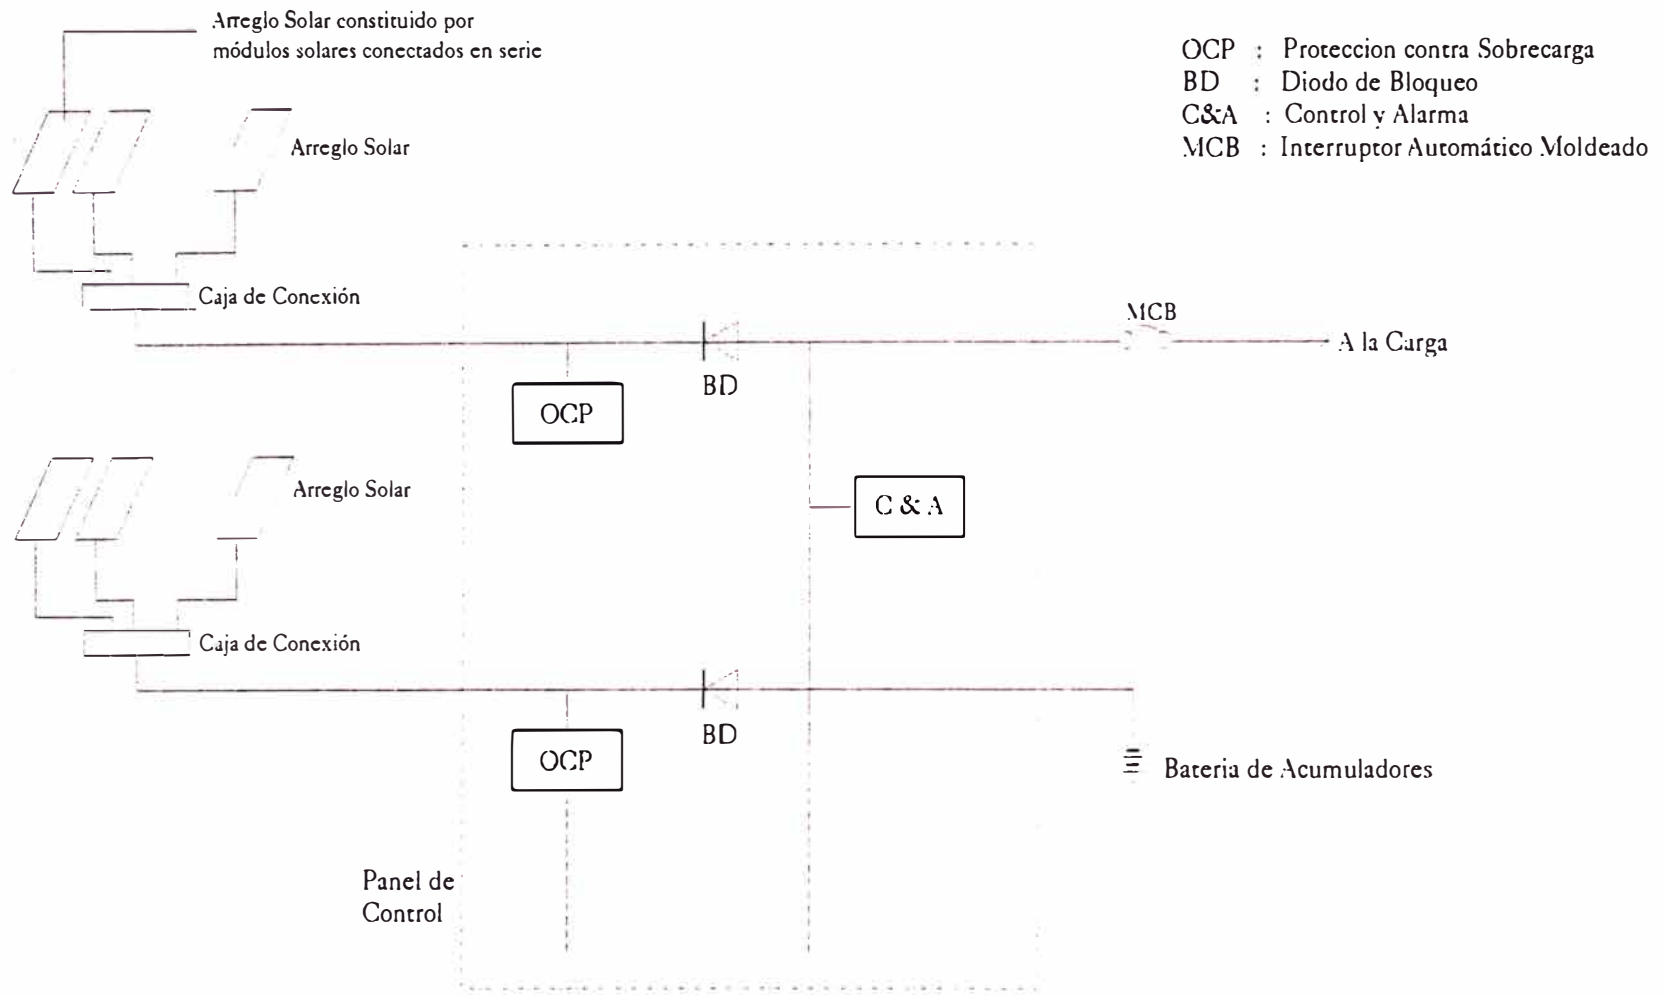 Arreglo Solar constituido por
módulos solares conectados en serie
OCP : Proteccion contra Sobrecarga
BD : Diodo de Bloqueo
C&A : Control y Alarma
MCB : Interruptor Automático Moldeado
Arreglo Solar
Caja de Conexión
MCB
A la Carga
BD
OCP
Arreglo Solar
C & A
Caja de Conexión
BD
OCP
Bateria de Acumuladores
Panel de
Control